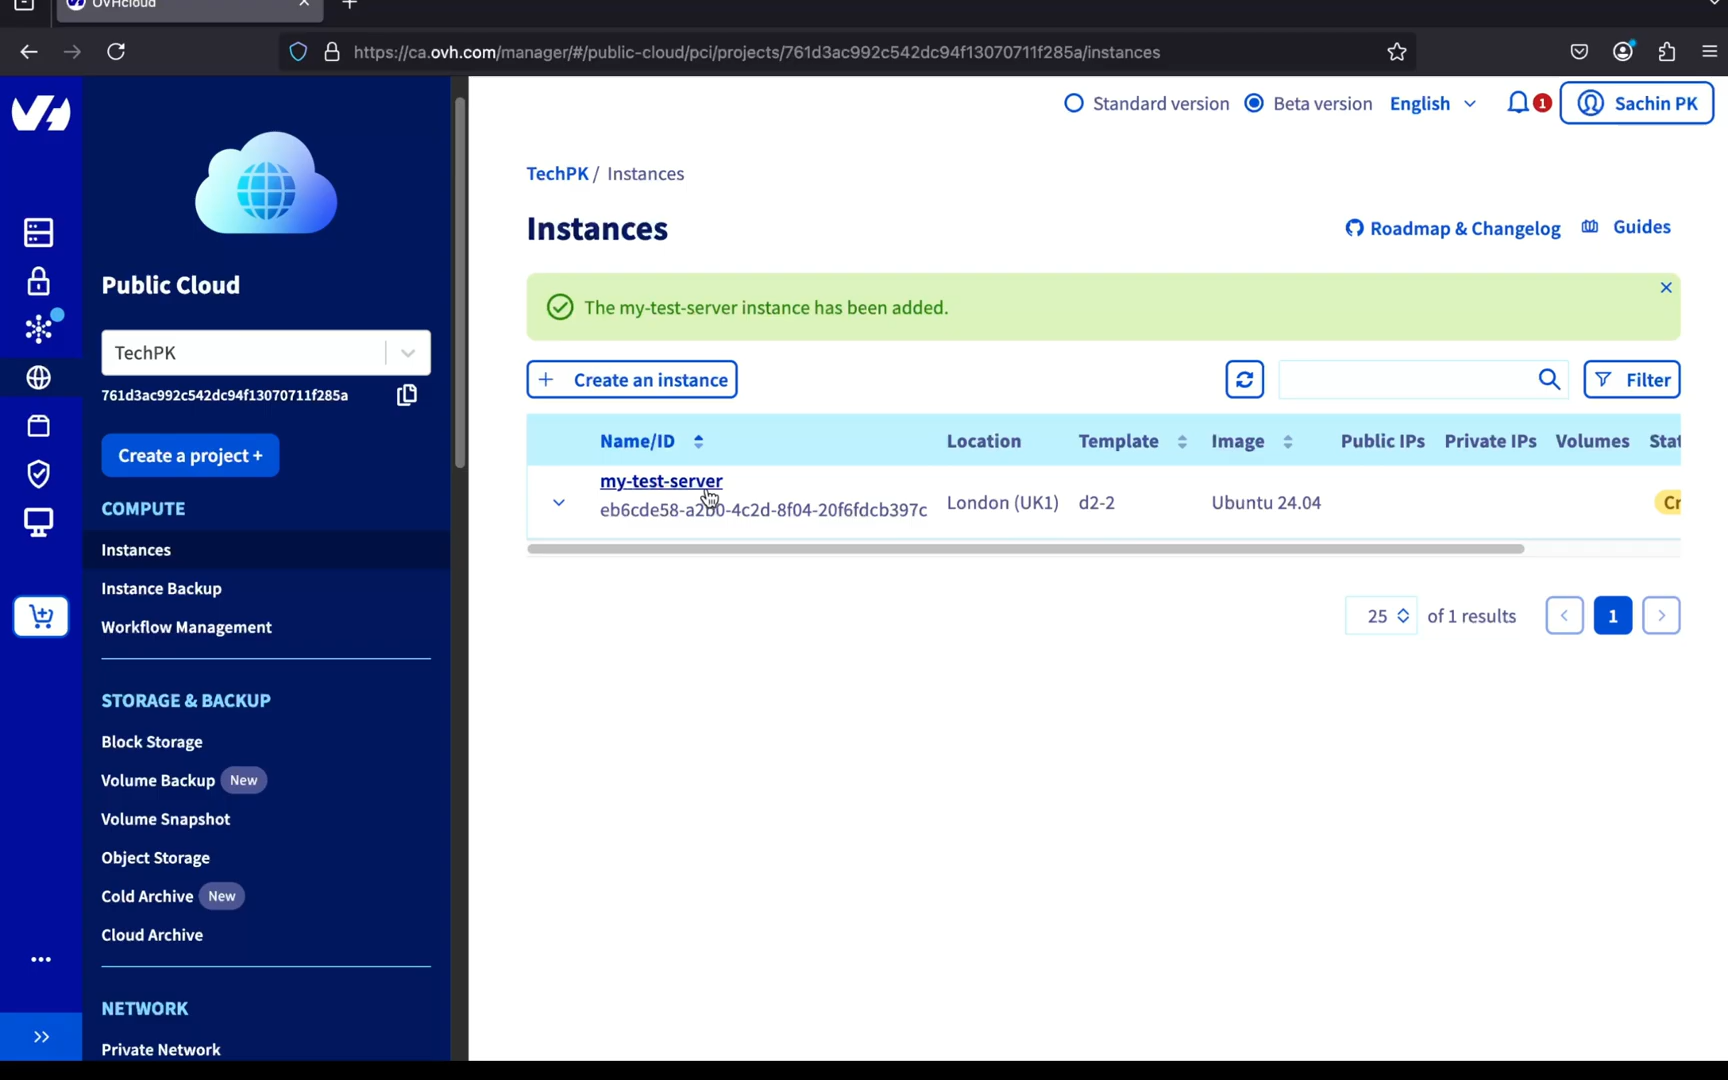 OVHcloud
https://ca.ovh.com/manager/#/public-cloud/pci/projects/761d3ac992c542dc94f13070711f285a/instances
Standard version
Beta version
English
1
Sachin PK
Public Cloud
TechPK
761d3ac992c542dc94f13070711f285a
Create a project +
COMPUTE
Instances
Instance Backup
Workflow Management
STORAGE & BACKUP
Block Storage
Volume Backup New
Volume Snapshot
Object Storage
Cold Archive New
Cloud Archive
NETWORK
Private Network
TechPK / Instances
Instances
Roadmap & Changelog
Guides
The my-test-server instance has been added.
+ Create an instance
Filter
Name/ID Location Template Image Public IPs Private IPs Volumes Stat
my-test-server
eb6cde58-a2b0-4c2d-8f04-20f6fdcb397c London (UK1) d2-2 Ubuntu 24.04 Cr
25 of 1 results
1